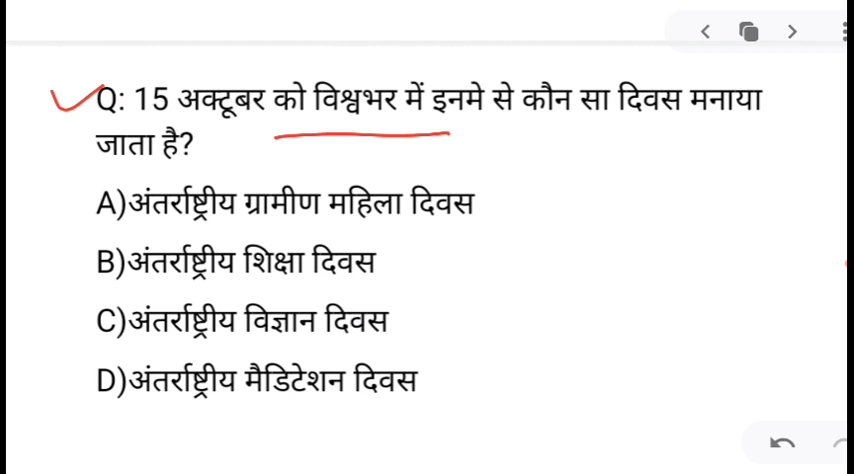 Q: 15 अक्टूबर को विश्वभर में इनमे से कौन सा दिवस मनाया
जाता है?
A)अंतर्राष्ट्रीय ग्रामीण महिला दिवस
B)अंतर्राष्ट्रीय शिक्षा दिवस
C)अंतर्राष्ट्रीय विज्ञान दिवस
D)अंतर्राष्ट्रीय मैडिटेशन दिवस